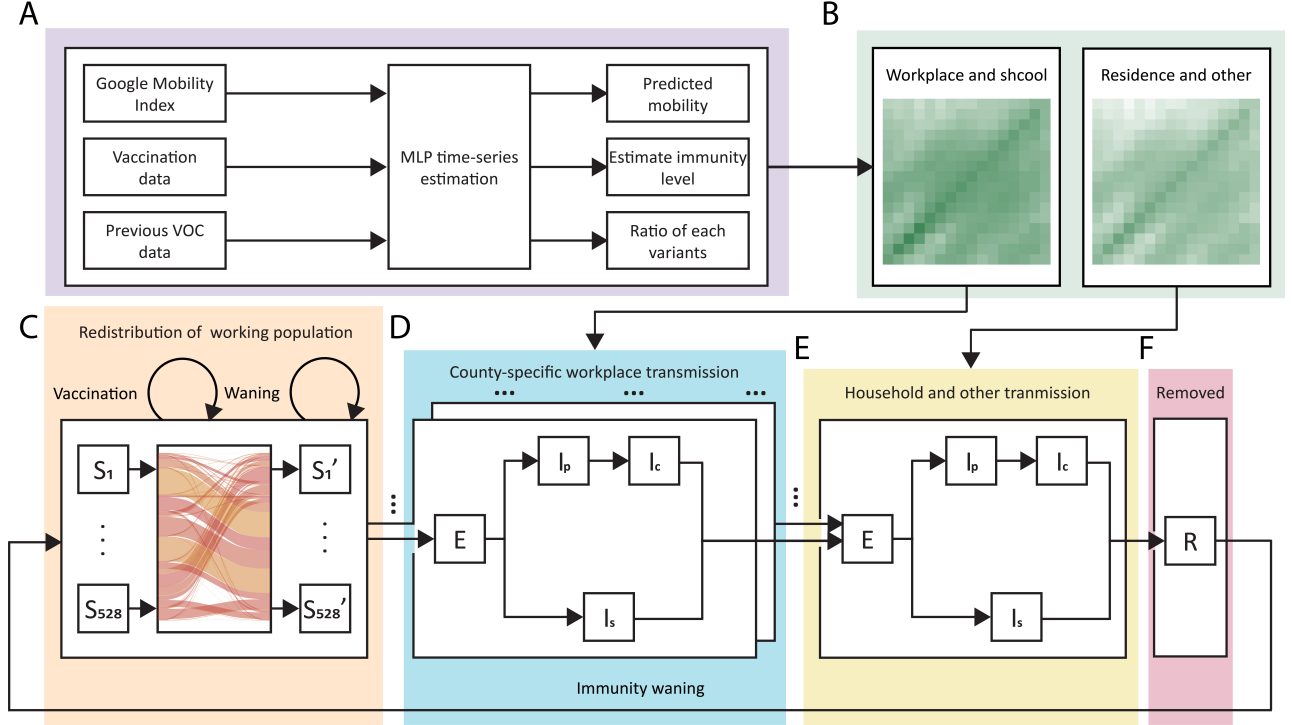 A
B
Google Mobility
Index
Vaccination
data
Previous VOC
data
MLP time-series
estimation
Predicted
mobility
Estimate immunity
level
Ratio of each
variants
Workplace and shcool
Residence and other
C
Redistribution of working population
Vaccination
Waning
S₁
S₁’
S₅₂₈
S₅₂₈’
D
County-specific workplace transmission
E
Iₚ
I꜀
Iₛ
Immunity waning
E
Household and other tranmission
E
Iₚ
I꜀
Iₛ
F
Removed
R